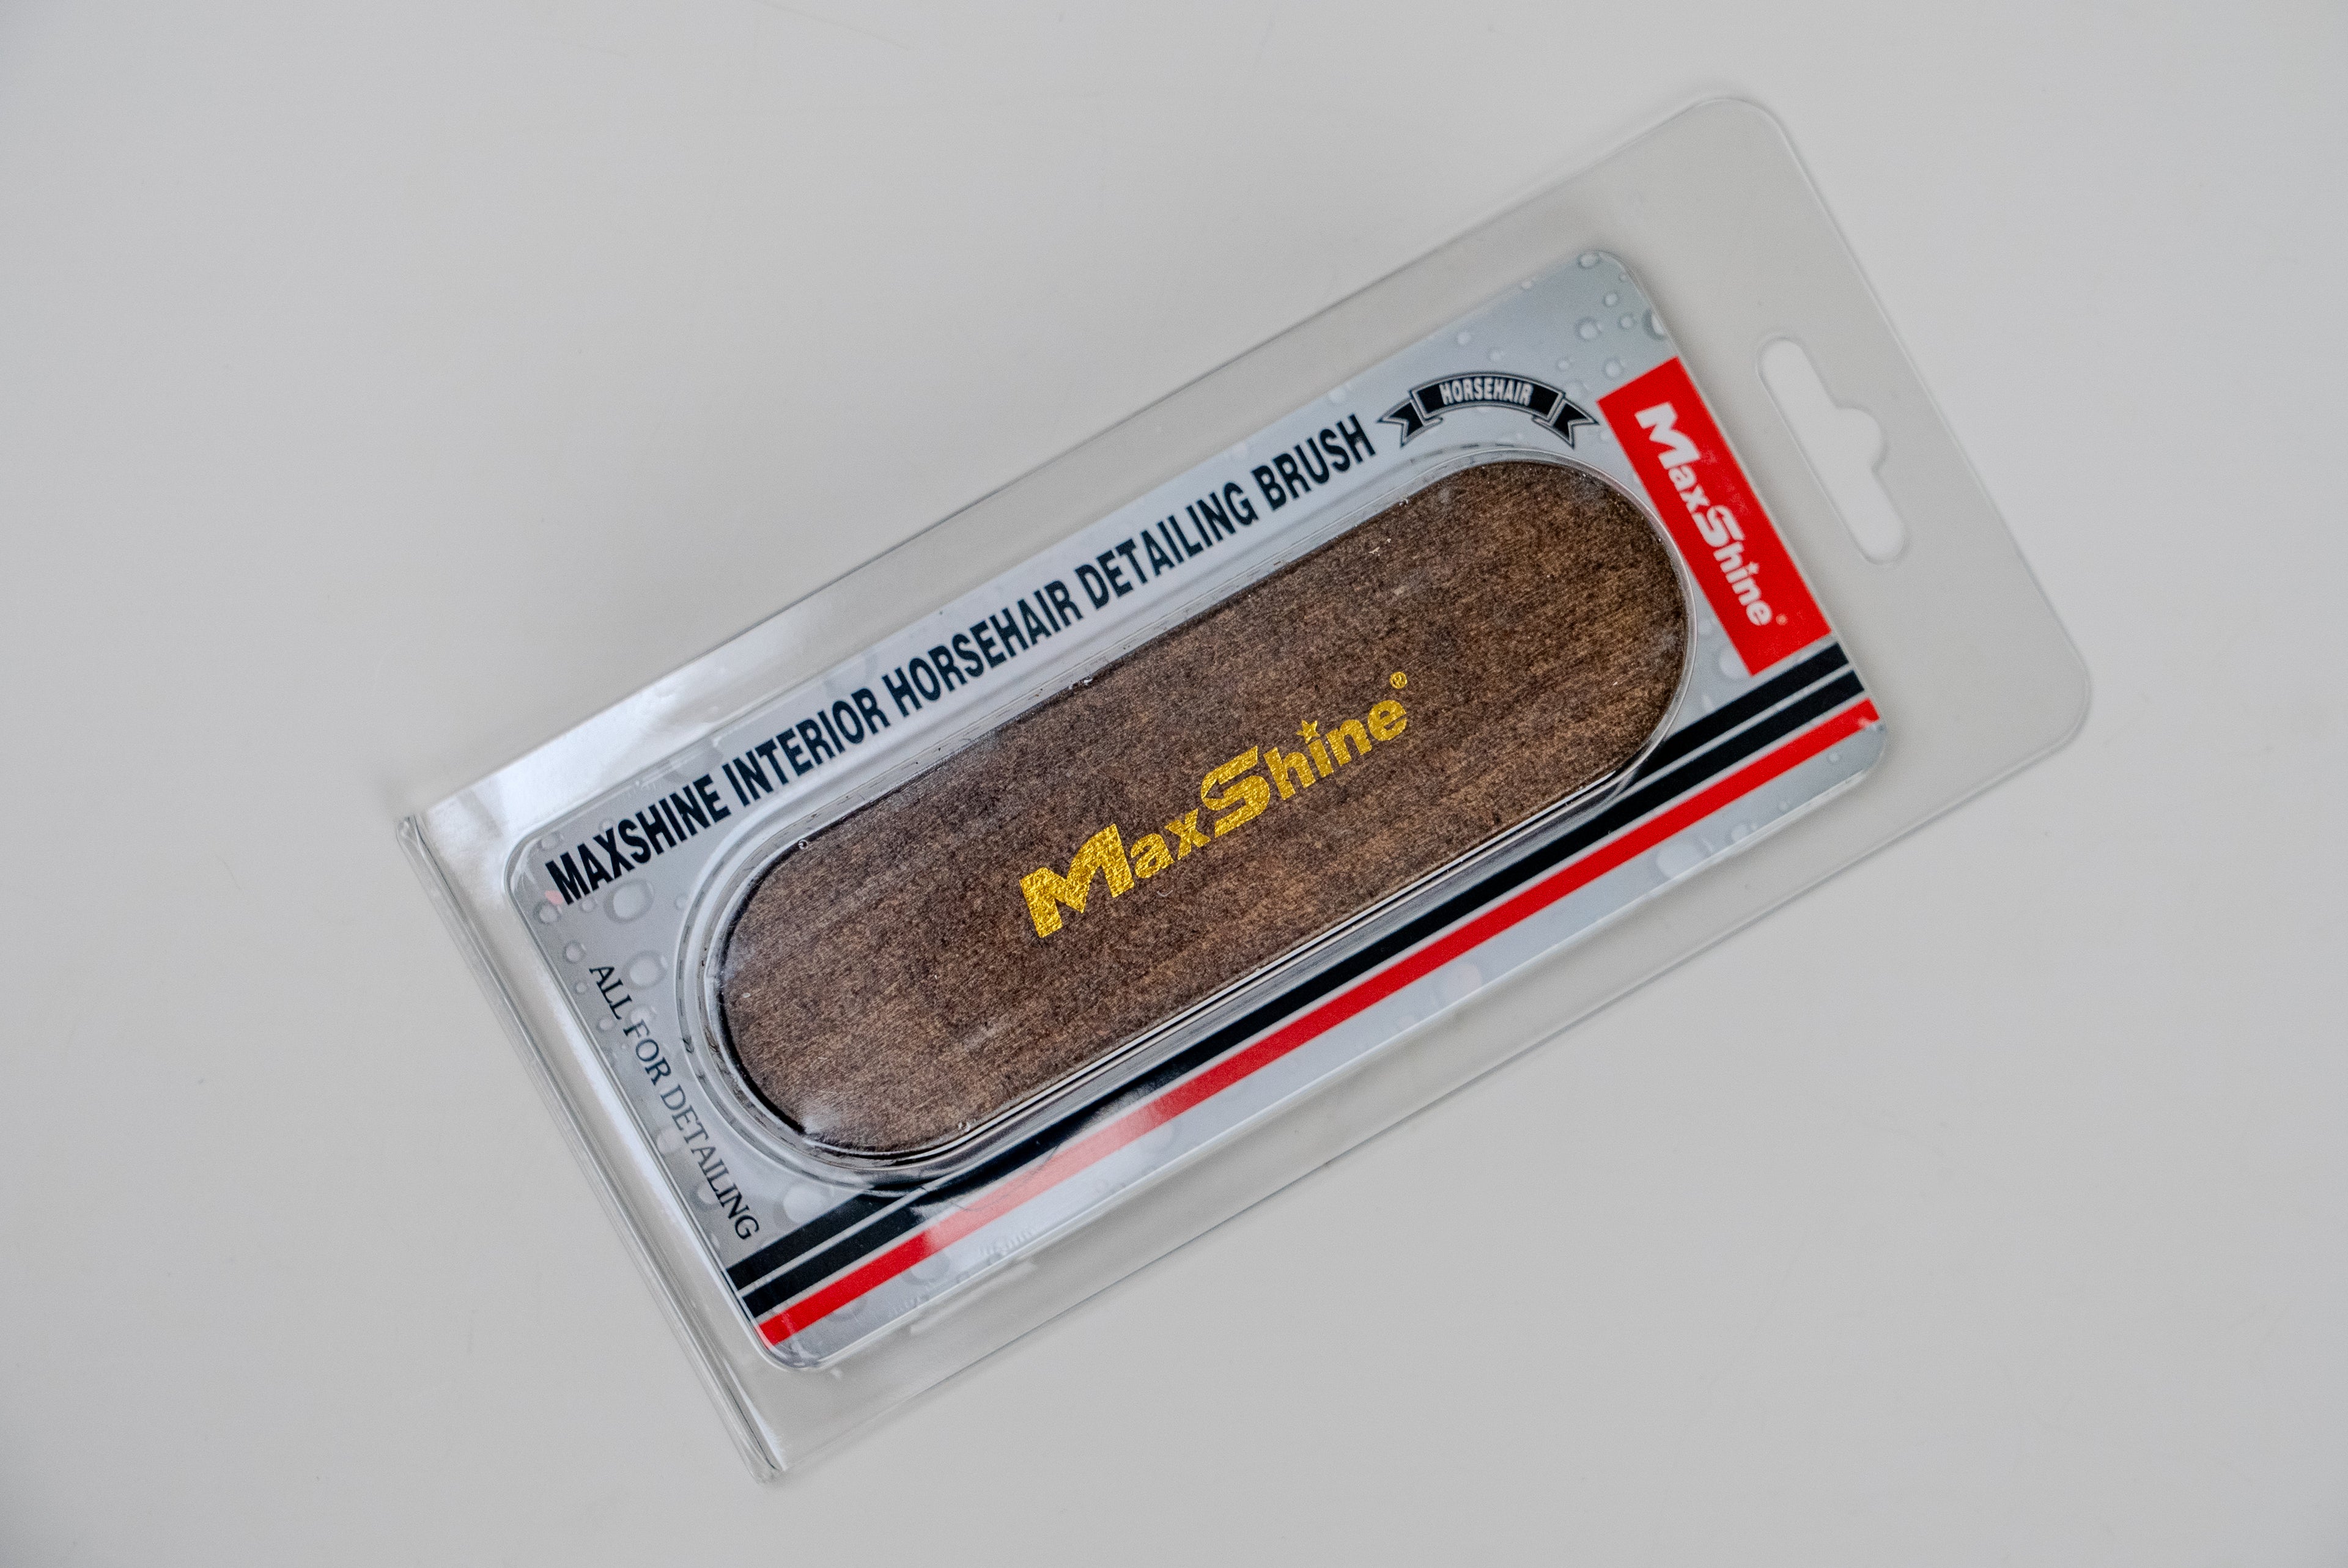 HORSEHAIR
MAXSHINE INTERIOR HORSEHAIR DETAILING BRUSH
MaxShine®
MaxShine®
ALL FOR DETAILING